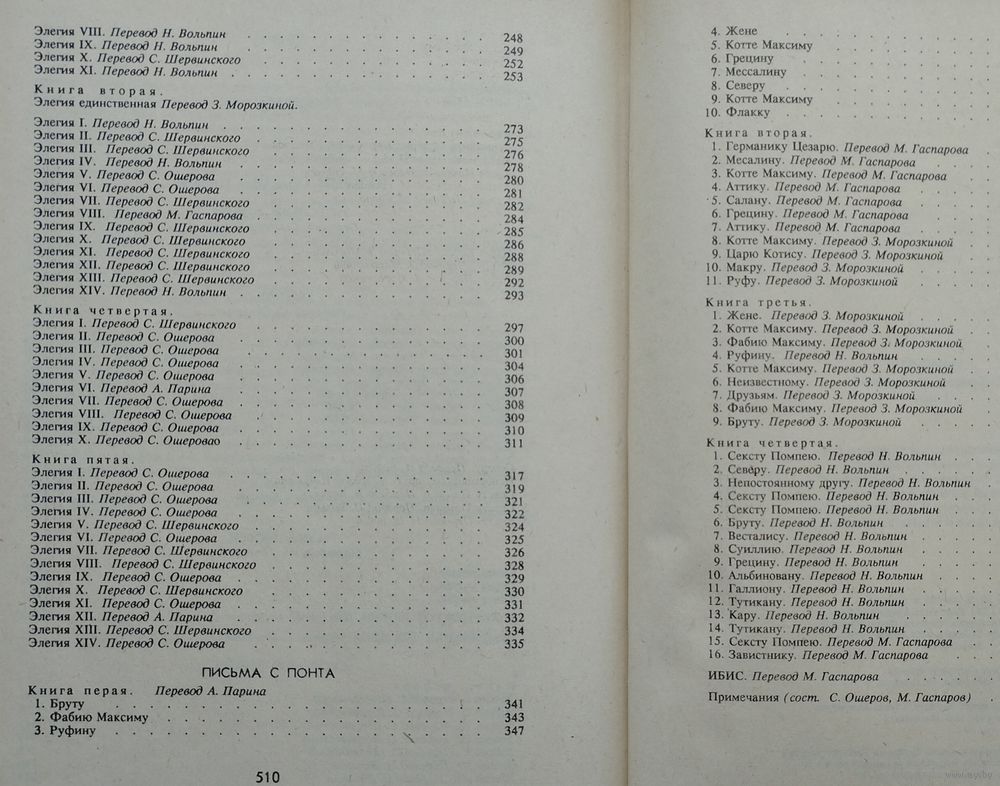 Элегия VIII. Перевод Н. Вольпин 248
Элегия IX. Перевод Н. Вольпин 249
Элегия X. Перевод С. Шервинского 252
Элегия XI. Перевод Н. Вольпин 253
Книга вторая.
Элегия единственная Перевод З. Морозкиной.
Элегия I. Перевод Н. Вольпин 273
Элегия II. Перевод С. Шервинского 275
Элегия III. Перевод С. Шервинского 276
Элегия IV. Перевод Н. Вольпин 278
Элегия V. Перевод С. Ошерова 280
Элегия VI. Перевод С. Ошерова 281
Элегия VII. Перевод С. Шервинского 282
Элегия VIII. Перевод М. Гаспарова 284
Элегия IX. Перевод С. Шервинского 285
Элегия X. Перевод С. Шервинского 286
Элегия XI. Перевод С. Шервинского 288
Элегия XII. Перевод С. Шервинского 289
Элегия XIII. Перевод С. Шервинского 292
Элегия XIV. Перевод Н. Вольпин 293
Книга четвертая.
Элегия I. Перевод С. Шервинского 297
Элегия II. Перевод С. Ошерова 300
Элегия III. Перевод С. Ошерова 301
Элегия IV. Перевод С. Ошерова 304
Элегия V. Перевод С. Ошерова 306
Элегия VI. Перевод А. Парина 307
Элегия VII. Перевод С. Ошерова 308
Элегия VIII. Перевод С. Ошерова 309
Элегия IX. Перевод С. Ошерова 310
Элегия X. Перевод С. Ошероваo 311
Книга пятая.
Элегия I. Перевод С. Ошерова 317
Элегия II. Перевод С. Ошерова 319
Элегия III. Перевод С. Ошерова 321
Элегия IV. Перевод С. Ошерова 322
Элегия V. Перевод С. Шервинского 324
Элегия VI. Перевод С. Ошерова 325
Элегия VII. Перевод С. Шервинского 326
Элегия VIII. Перевод С. Шервинского 328
Элегия IX. Перевод С. Ошерова 329
Элегия X. Перевод С. Шервинского 330
Элегия XI. Перевод С. Ошерова 331
Элегия XII. Перевод А. Парина 332
Элегия XIII. Перевод С. Шервинского 334
Элегия XIV. Перевод С. Ошерова 335
ПИСЬМА С ПОНТА
Книга первая. Перевод А. Парина
1. Бруту 341
2. Фабию Максиму 343
3. Руфину 347
510
4. Жене
5. Котте Максиму
6. Грецину
7. Мессалину
8. Северу
9. Котте Максиму
10. Флакку
Книга вторая.
1. Германику Цезарю. Перевод М. Гаспарова
2. Месалину. Перевод М. Гаспарова
3. Котте Максиму. Перевод М. Гаспарова
4. Аттику. Перевод М. Гаспарова
5. Салану. Перевод М. Гаспарова
6. Грецину. Перевод М. Гаспарова
7. Аттику. Перевод М. Гаспарова
8. Котте Максиму. Перевод З. Морозкиной
9. Царю Котису. Перевод З. Морозкиной
10. Макру. Перевод З. Морозкиной
11. Руфу. Перевод З. Морозкиной
Книга третья.
1. Жене. Перевод З. Морозкиной
2. Котте Максиму. Перевод З. Морозкиной
3. Фабию Максиму. Перевод З. Морозкиной
4. Руфину. Перевод Н. Вольпин
5. Котте Максиму. Перевод З. Морозкиной
6. Неизвестному. Перевод З. Морозкиной
7. Друзьям. Перевод З. Морозкиной
8. Фабию Максиму. Перевод З. Морозкиной
9. Бруту. Перевод З. Морозкиной
Книга четвертая.
1. Сексту Помпею. Перевод Н. Вольпин
2. Северу. Перевод Н. Вольпин
3. Непостоянному другу. Перевод Н. Вольпин
4. Сексту Помпею. Перевод Н. Вольпин
5. Сексту Помпею. Перевод Н. Вольпин
6. Бруту. Перевод Н. Вольпин
7. Весталису. Перевод Н. Вольпин
8. Суиллию. Перевод Н. Вольпин
9. Грецину. Перевод Н. Вольпин
10. Альбиновану. Перевод Н. Вольпин
11. Галлиону. Перевод Н. Вольпин
12. Тутикану. Перевод Н. Вольпин
13. Кару. Перевод Н. Вольпин
14. Тутикану. Перевод Н. Вольпин
15. Сексту Помпею. Перевод М. Гаспарова
16. Завистнику. Перевод М. Гаспарова
ИБИС. Перевод М. Гаспарова
Примечания (сост. С. Ошеров, М. Гаспаров)